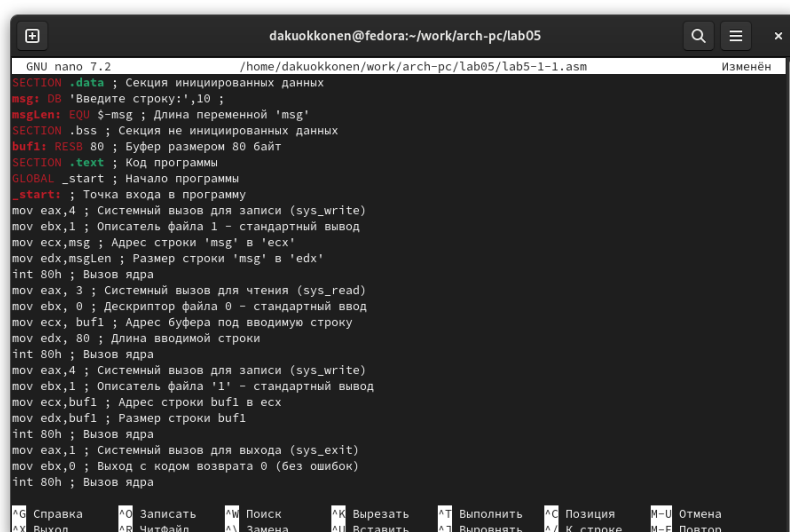 dakuokkonen@fedora:~/work/arch-pc/lab05
GNU nano 7.2 /home/dakuokkonen/work/arch-pc/lab05/lab5-1-1.asm Изменён
SECTION .data ; Секция инициированных данных
msg: DB 'Введите строку:',10 ;
msgLen: EQU $-msg ; Длина переменной 'msg'
SECTION .bss ; Секция не инициированных данных
buf1: RESB 80 ; Буфер размером 80 байт
SECTION .text ; Код программы
GLOBAL _start ; Начало программы
_start: ; Точка входа в программу
mov eax,4 ; Системный вызов для записи (sys_write)
mov ebx,1 ; Описатель файла 1 - стандартный вывод
mov ecx,msg ; Адрес строки 'msg' в 'ecx'
mov edx,msgLen ; Размер строки 'msg' в 'edx'
int 80h ; Вызов ядра
mov eax, 3 ; Системный вызов для чтения (sys_read)
mov ebx, 0 ; Дескриптор файла 0 - стандартный ввод
mov ecx, buf1 ; Адрес буфера под вводимую строку
mov edx, 80 ; Длина вводимой строки
int 80h ; Вызов ядра
mov eax,4 ; Системный вызов для записи (sys_write)
mov ebx,1 ; Описатель файла '1' - стандартный вывод
mov ecx,buf1 ; Адрес строки buf1 в ecx
mov edx,buf1 ; Размер строки buf1
int 80h ; Вызов ядра
mov eax,1 ; Системный вызов для выхода (sys_exit)
mov ebx,0 ; Выход с кодом возврата 0 (без ошибок)
int 80h ; Вызов ядра
^G Справка ^O Записать ^W Поиск ^K Вырезать ^T Выполнить ^C Позиция M-U Отмена
^X Выход ^R ЧитФайл ^\ Замена ^U Вставить ^J Выровнять ^/ К строке M-E Повтор